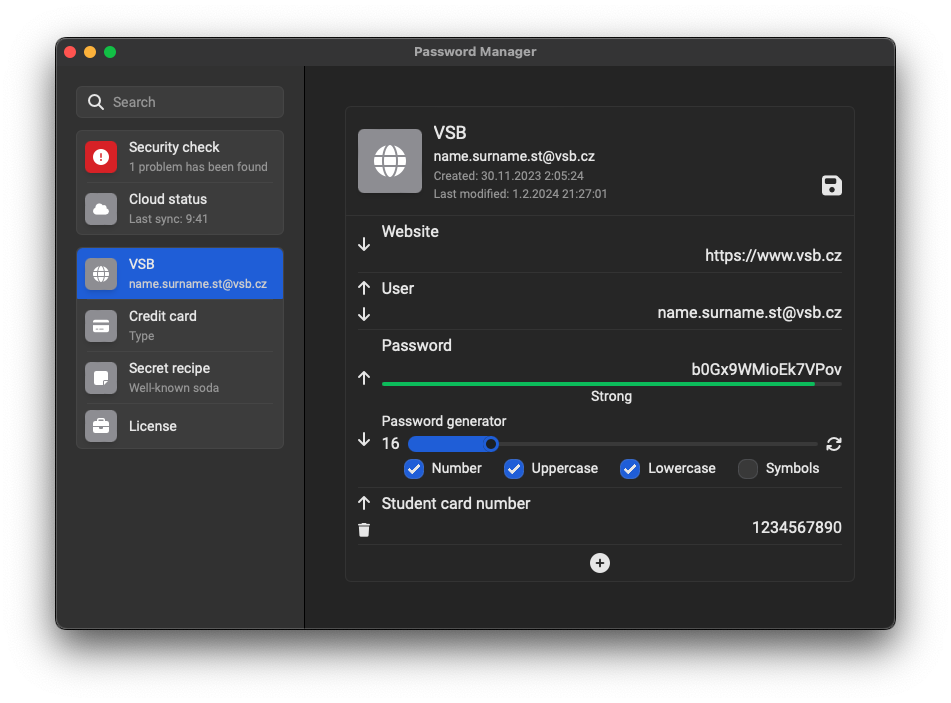 Password Manager
Search
Security check
1 problem has been found
Cloud status
Last sync: 9:41
VSB
name.surname.st@vsb.cz
Credit card
Type
Secret recipe
Well-known soda
License
VSB
name.surname.st@vsb.cz
Created: 30.11.2023 2:05:24
Last modified: 1.2.2024 21:27:01
Website
https://www.vsb.cz
User
name.surname.st@vsb.cz
Password
b0Gx9WMioEk7VPov
Strong
Password generator
16
Number Uppercase Lowercase Symbols
Student card number
1234567890